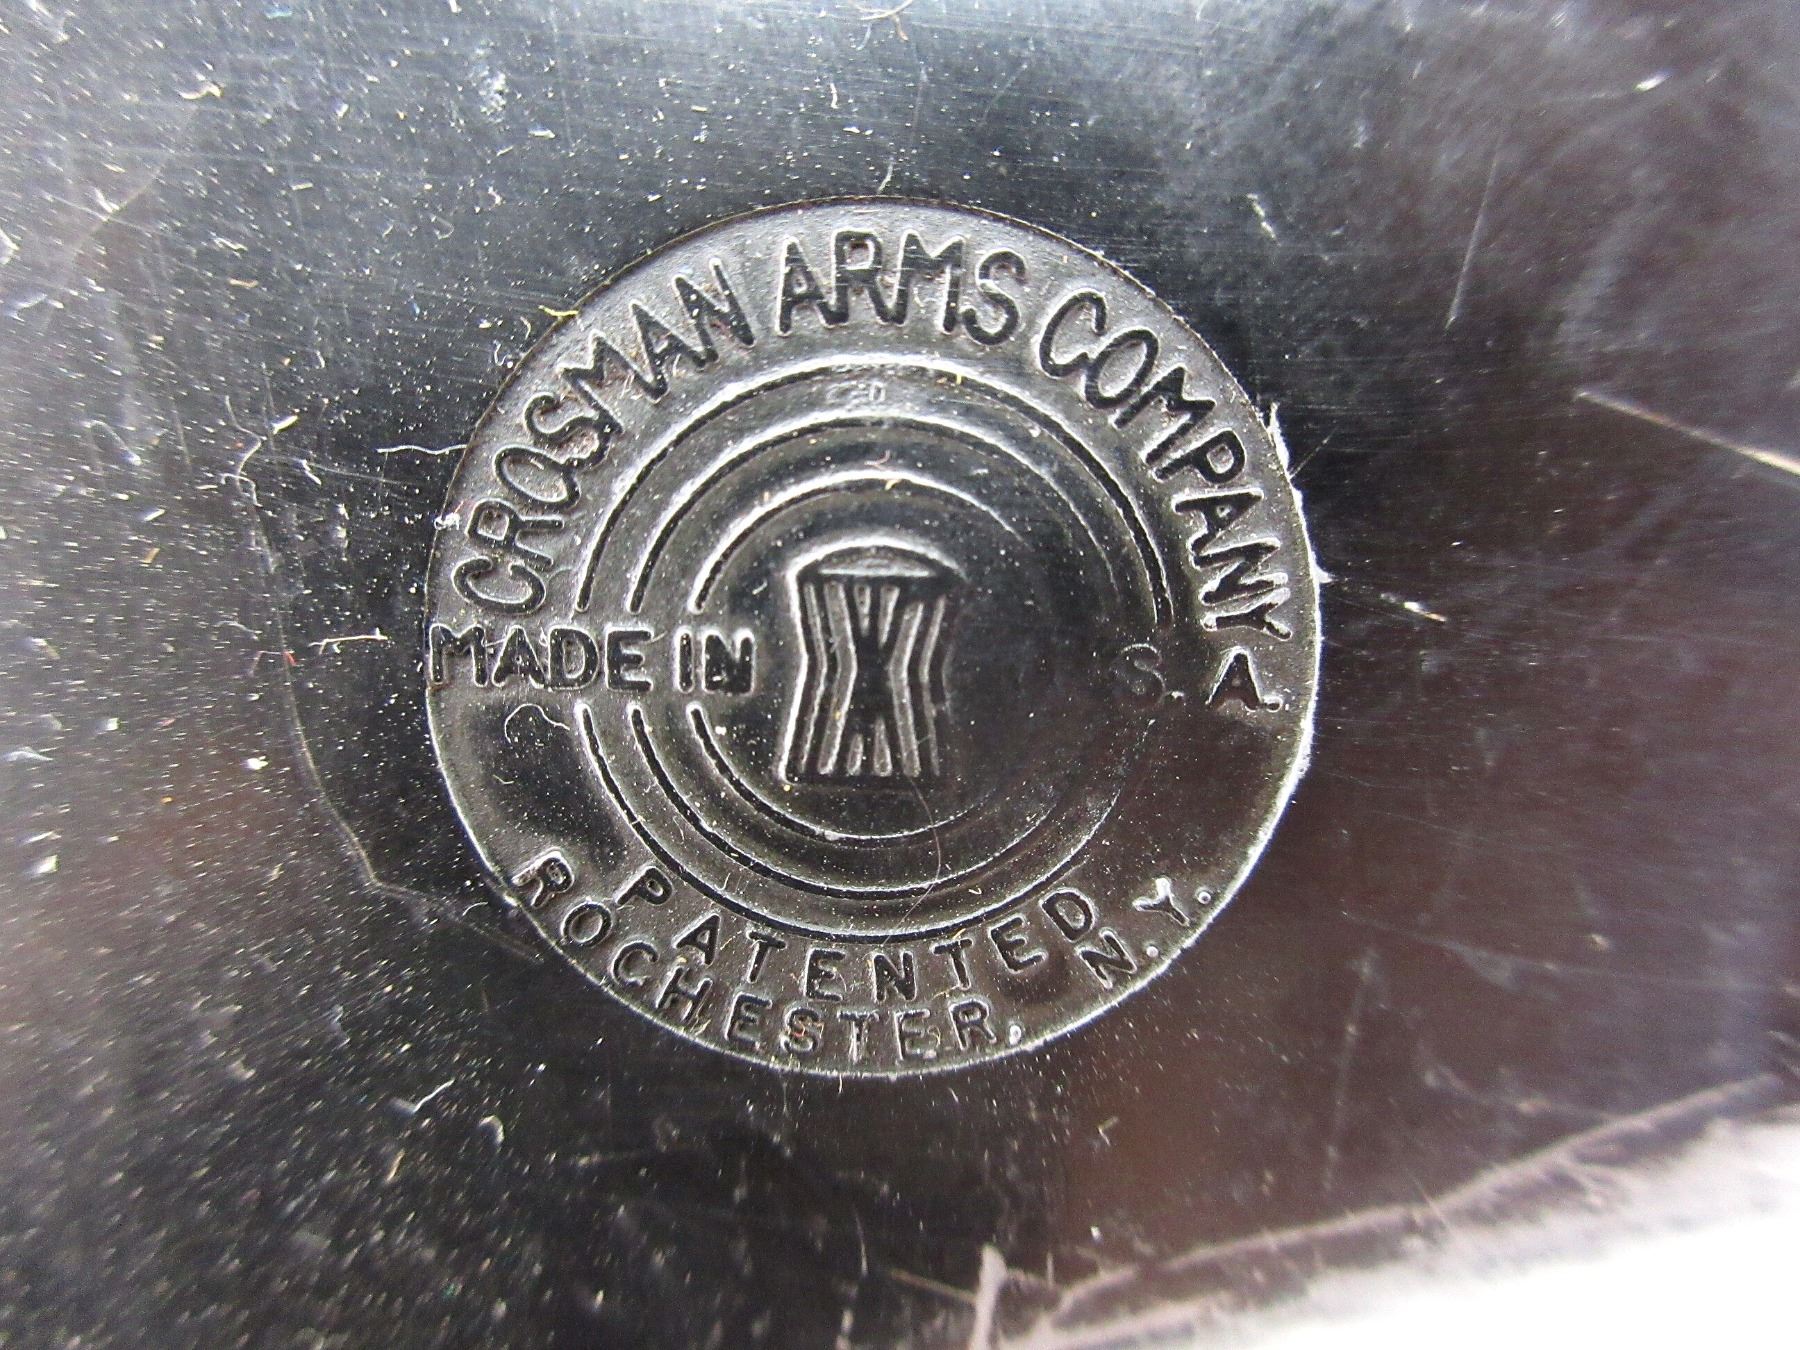 CROSMAN ARMS COMPANY
MADE IN S. A.
PATENTED
ROCHESTER, N. Y.